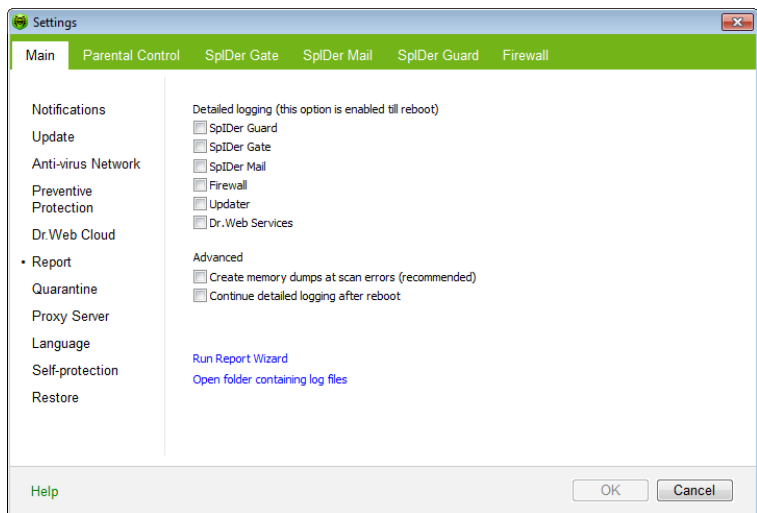 Settings
Main Parental Control SpIDer Gate SpIDer Mail SpIDer Guard Firewall
Notifications
Update
Anti-virus Network
Preventive
Protection
Dr.Web Cloud
Report
Quarantine
Proxy Server
Language
Self-protection
Restore
Detailed logging (this option is enabled till reboot)
SpIDer Guard
SpIDer Gate
SpIDer Mail
Firewall
Updater
Dr.Web Services
Advanced
Create memory dumps at scan errors (recommended)
Continue detailed logging after reboot
Run Report Wizard
Open folder containing log files
Help
OK Cancel